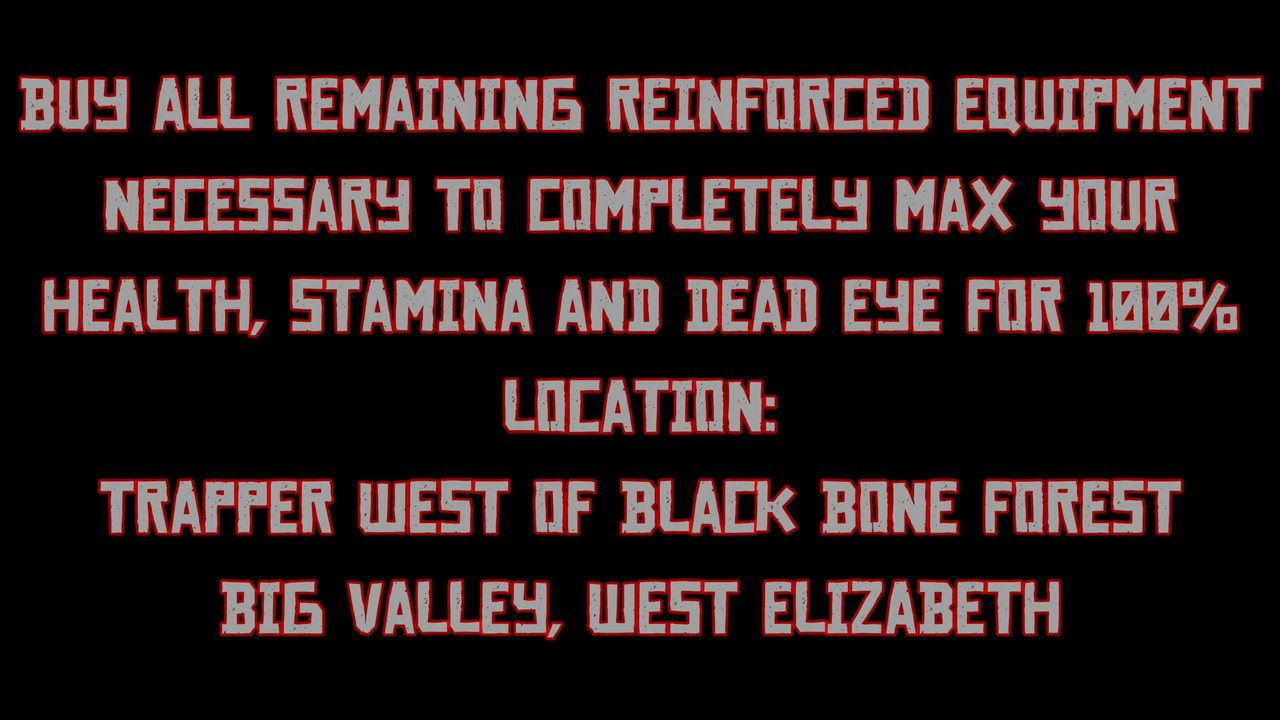 BUY ALL REMAINING REINFORCED EQUIPMENT
NECESSARY TO COMPLETELY MAX YOUR
HEALTH, STAMINA AND DEAD EYE FOR 100%
LOCATION:
TRAPPER WEST OF BLACK BONE FOREST
BIG VALLEY, WEST ELIZABETH